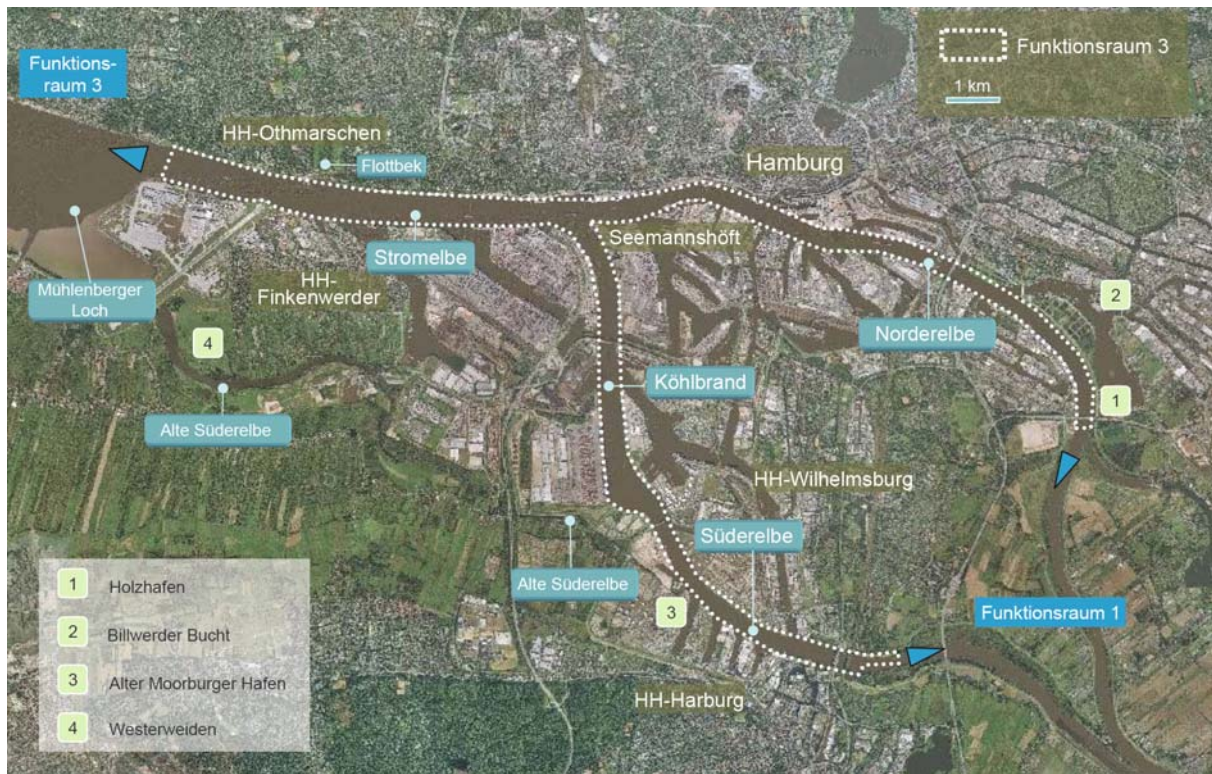 Funktions-
raum 3
Funktionsraum 3
1 km
HH-Othmarschen
Flottbek
Hamburg
Seemannshöft
Stromelbe
HH-
Finkenwerder
Mühlenberger
Loch
Norderelbe
2
4
Köhlbrand
1
Alte Süderelbe
HH-Wilhelmsburg
Süderelbe
Alte Süderelbe
3
Funktionsraum 1
HH-Harburg
1 Holzhafen
2 Billwerder Bucht
3 Alter Moorburger Hafen
4 Westerweiden